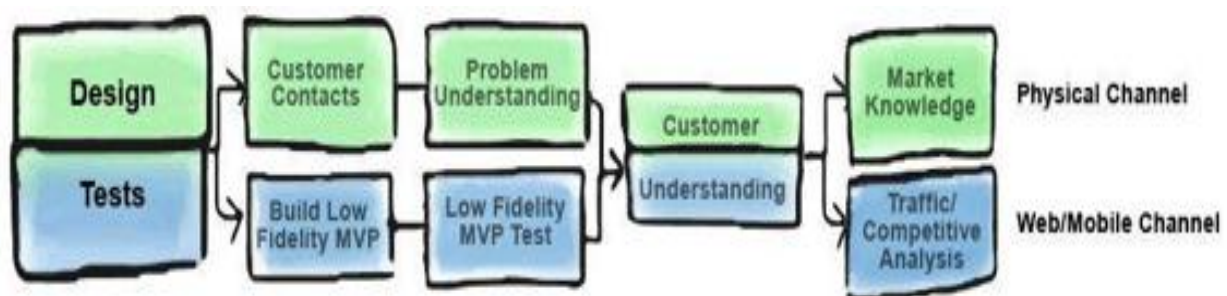 Design
Tests
Customer
Contacts
Problem
Understanding
Build Low
Fidelity MVP
Low Fidelity
MVP Test
Customer
Understanding
Market
Knowledge
Physical Channel
Traffic/
Competitive
Analysis
Web/Mobile Channel